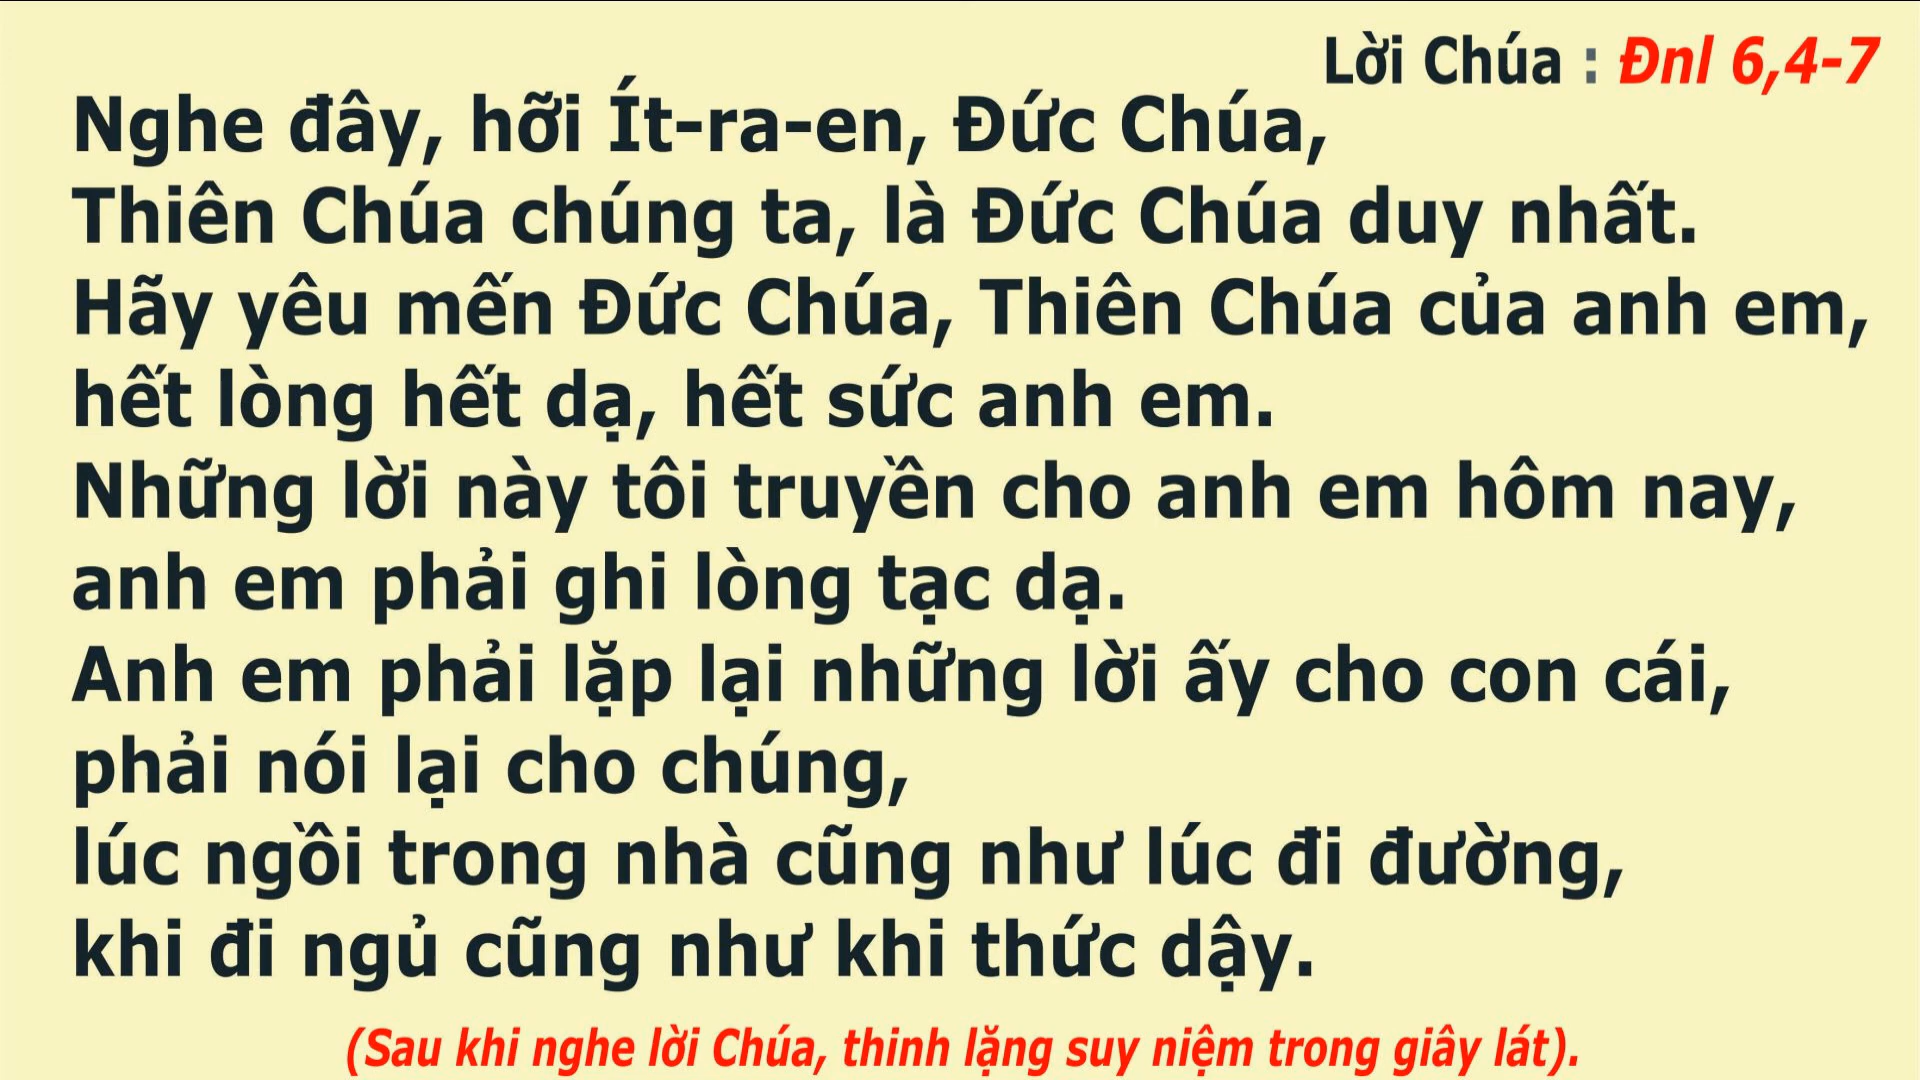 Lời Chúa : Đnl 6,4-7
Nghe đây, hỡi Ít-ra-en, Đức Chúa,
Thiên Chúa chúng ta, là Đức Chúa duy nhất.
Hãy yêu mến Đức Chúa, Thiên Chúa của anh em,
hết lòng hết dạ, hết sức anh em.
Những lời này tôi truyền cho anh em hôm nay,
anh em phải ghi lòng tạc dạ.
Anh em phải lặp lại những lời ấy cho con cái,
phải nói lại cho chúng,
lúc ngồi trong nhà cũng như lúc đi đường,
khi đi ngủ cũng như khi thức dậy.
(Sau khi nghe lời Chúa, thinh lặng suy niệm trong giây lát).